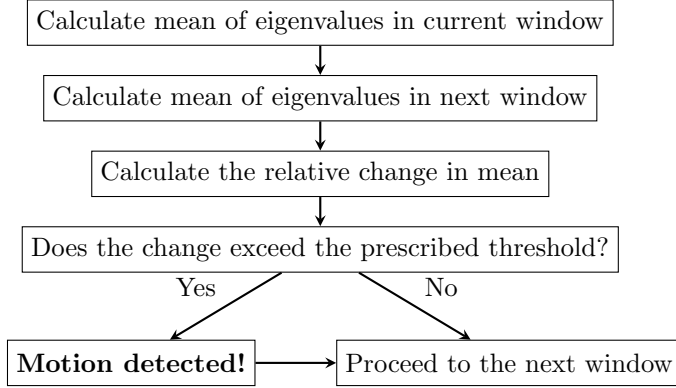 Calculate mean of eigenvalues in current window
Calculate mean of eigenvalues in next window
Calculate the relative change in mean
Does the change exceed the prescribed threshold?
Yes
No
Motion detected!
Proceed to the next window